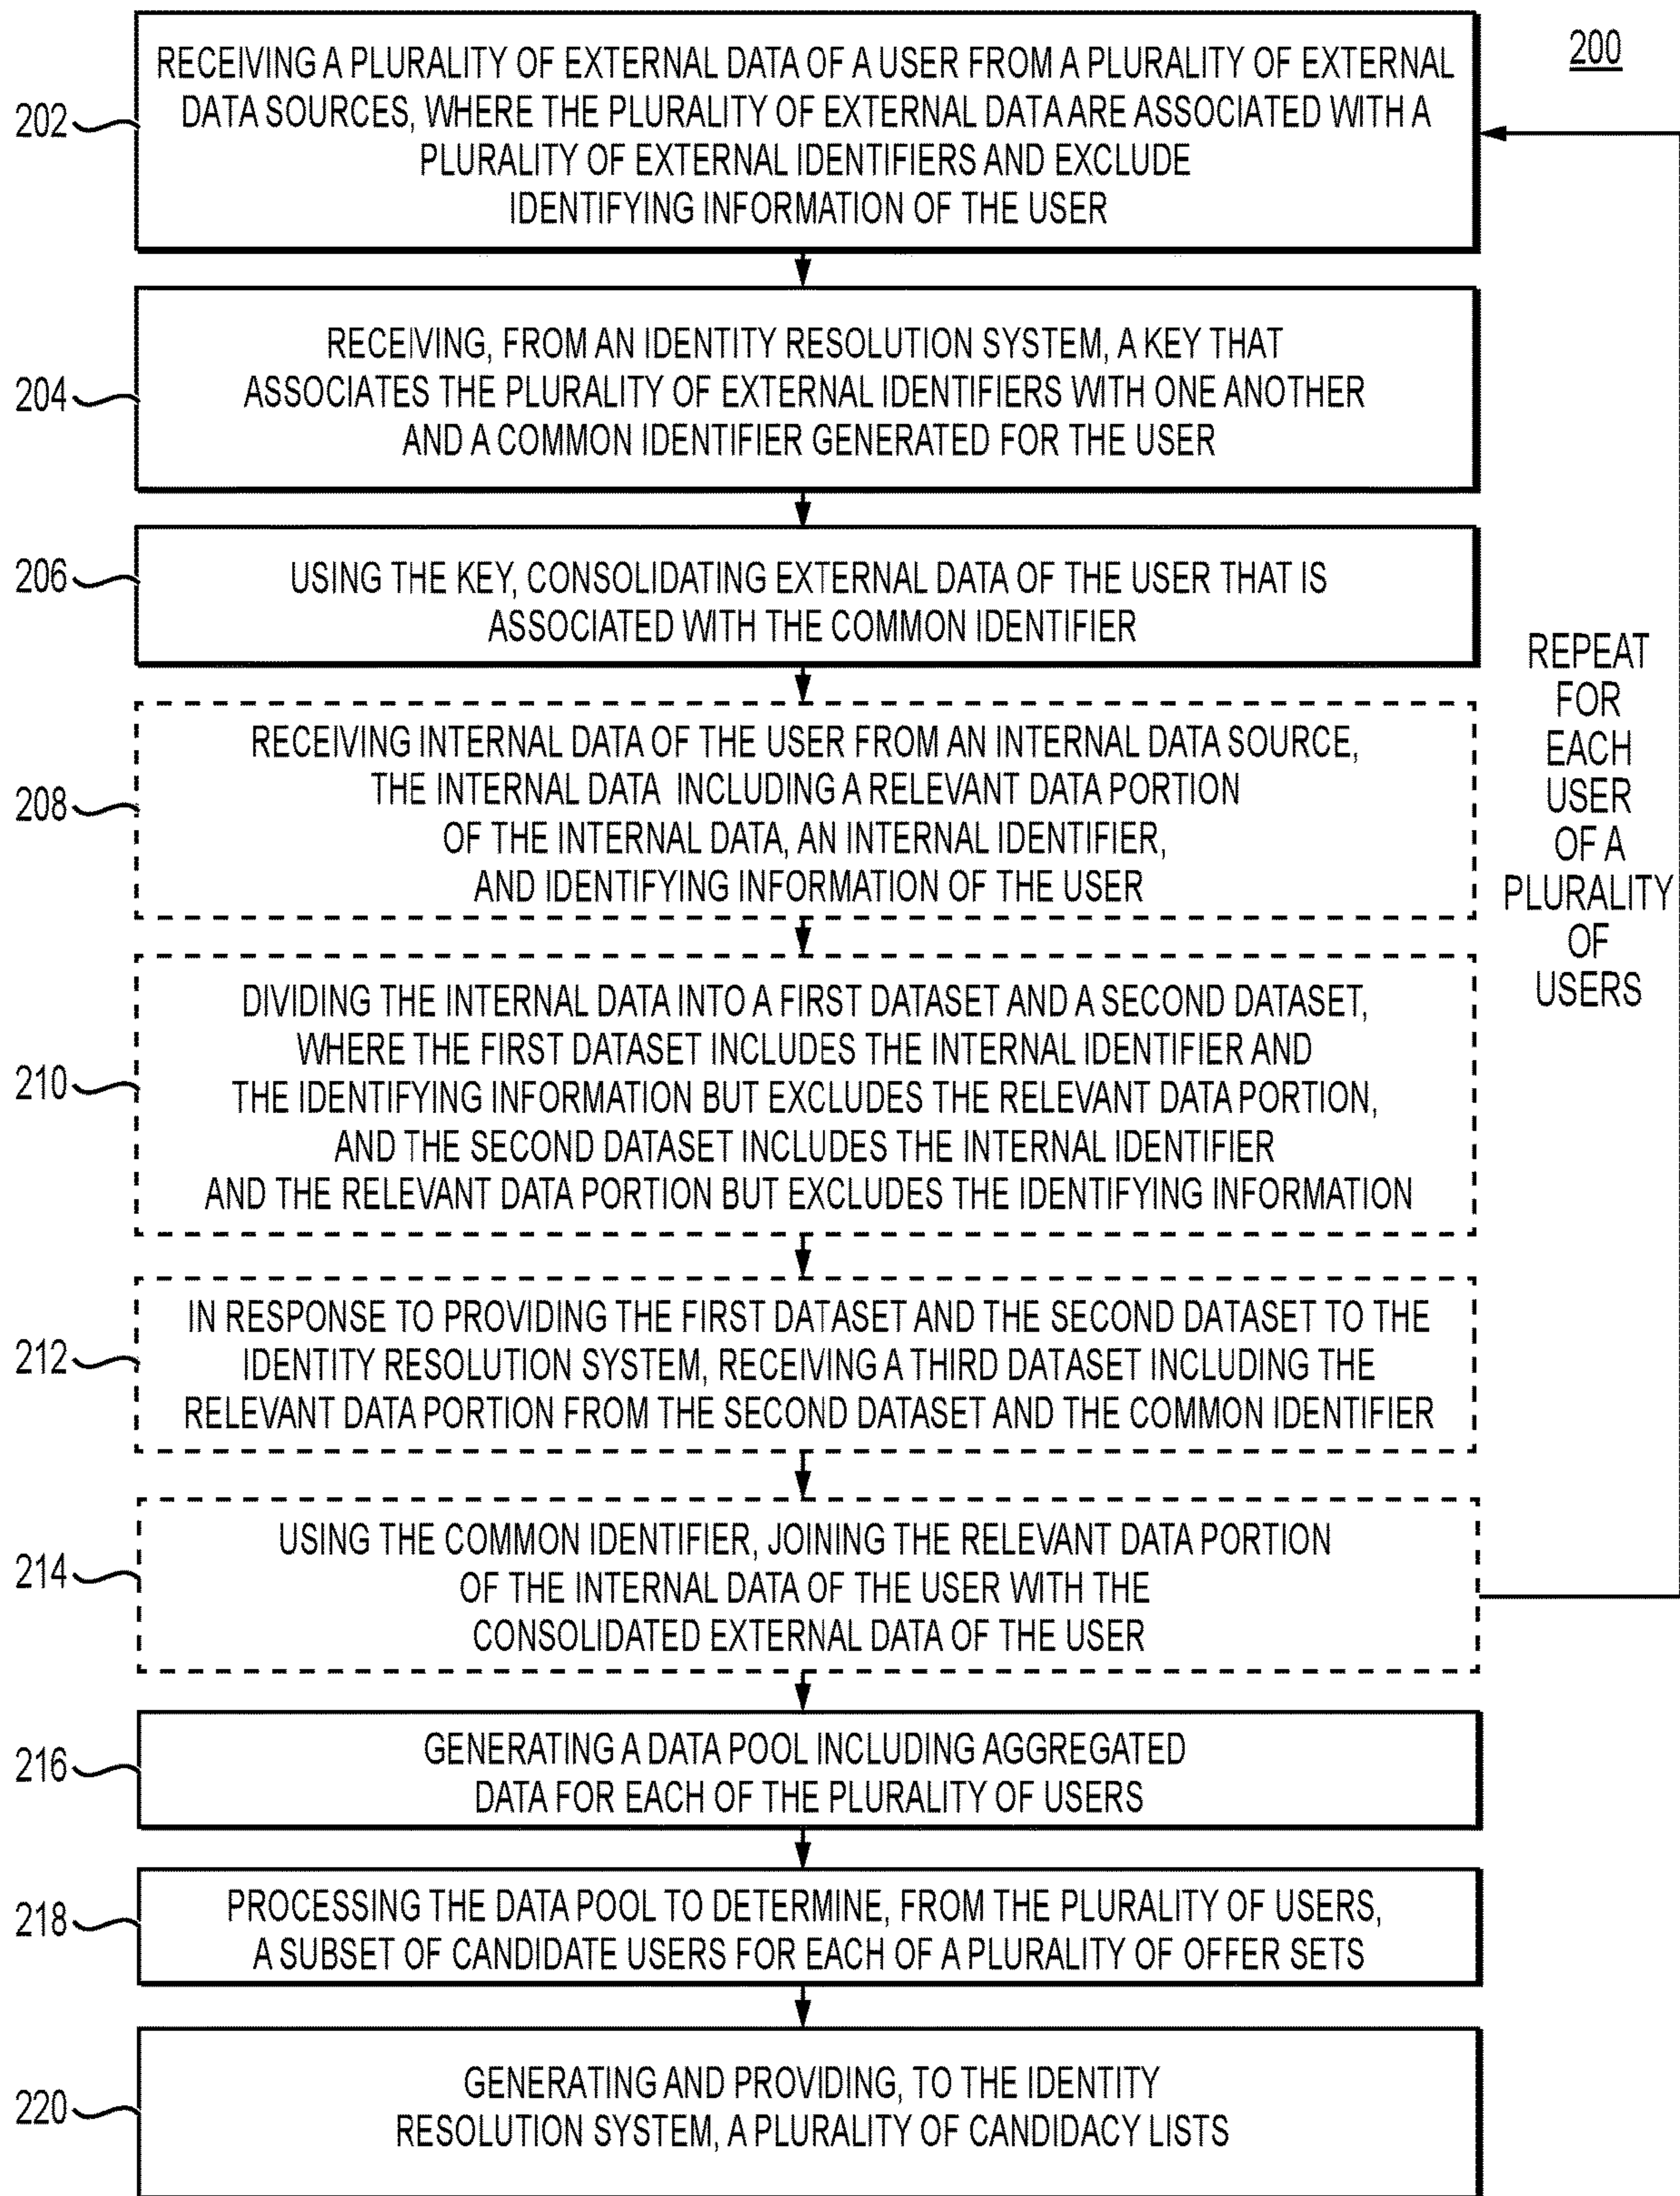 200
202
RECEIVING A PLURALITY OF EXTERNAL DATA OF A USER FROM A PLURALITY OF EXTERNAL
DATA SOURCES, WHERE THE PLURALITY OF EXTERNAL DATA ARE ASSOCIATED WITH A
PLURALITY OF EXTERNAL IDENTIFIERS AND EXCLUDE
IDENTIFYING INFORMATION OF THE USER
204
RECEIVING, FROM AN IDENTITY RESOLUTION SYSTEM, A KEY THAT
ASSOCIATES THE PLURALITY OF EXTERNAL IDENTIFIERS WITH ONE ANOTHER
AND A COMMON IDENTIFIER GENERATED FOR THE USER
206
USING THE KEY, CONSOLIDATING EXTERNAL DATA OF THE USER THAT IS
ASSOCIATED WITH THE COMMON IDENTIFIER
208
RECEIVING INTERNAL DATA OF THE USER FROM AN INTERNAL DATA SOURCE,
THE INTERNAL DATA INCLUDING A RELEVANT DATA PORTION
OF THE INTERNAL DATA, AN INTERNAL IDENTIFIER,
AND IDENTIFYING INFORMATION OF THE USER
210
DIVIDING THE INTERNAL DATA INTO A FIRST DATASET AND A SECOND DATASET,
WHERE THE FIRST DATASET INCLUDES THE INTERNAL IDENTIFIER AND
THE IDENTIFYING INFORMATION BUT EXCLUDES THE RELEVANT DATA PORTION,
AND THE SECOND DATASET INCLUDES THE INTERNAL IDENTIFIER
AND THE RELEVANT DATA PORTION BUT EXCLUDES THE IDENTIFYING INFORMATION
212
IN RESPONSE TO PROVIDING THE FIRST DATASET AND THE SECOND DATASET TO THE
IDENTITY RESOLUTION SYSTEM, RECEIVING A THIRD DATASET INCLUDING THE
RELEVANT DATA PORTION FROM THE SECOND DATASET AND THE COMMON IDENTIFIER
214
USING THE COMMON IDENTIFIER, JOINING THE RELEVANT DATA PORTION
OF THE INTERNAL DATA OF THE USER WITH THE
CONSOLIDATED EXTERNAL DATA OF THE USER
REPEAT
FOR
EACH
USER
OF A
PLURALITY
OF
USERS
216
GENERATING A DATA POOL INCLUDING AGGREGATED
DATA FOR EACH OF THE PLURALITY OF USERS
218
PROCESSING THE DATA POOL TO DETERMINE, FROM THE PLURALITY OF USERS,
A SUBSET OF CANDIDATE USERS FOR EACH OF A PLURALITY OF OFFER SETS
220
GENERATING AND PROVIDING, TO THE IDENTITY
RESOLUTION SYSTEM, A PLURALITY OF CANDIDACY LISTS